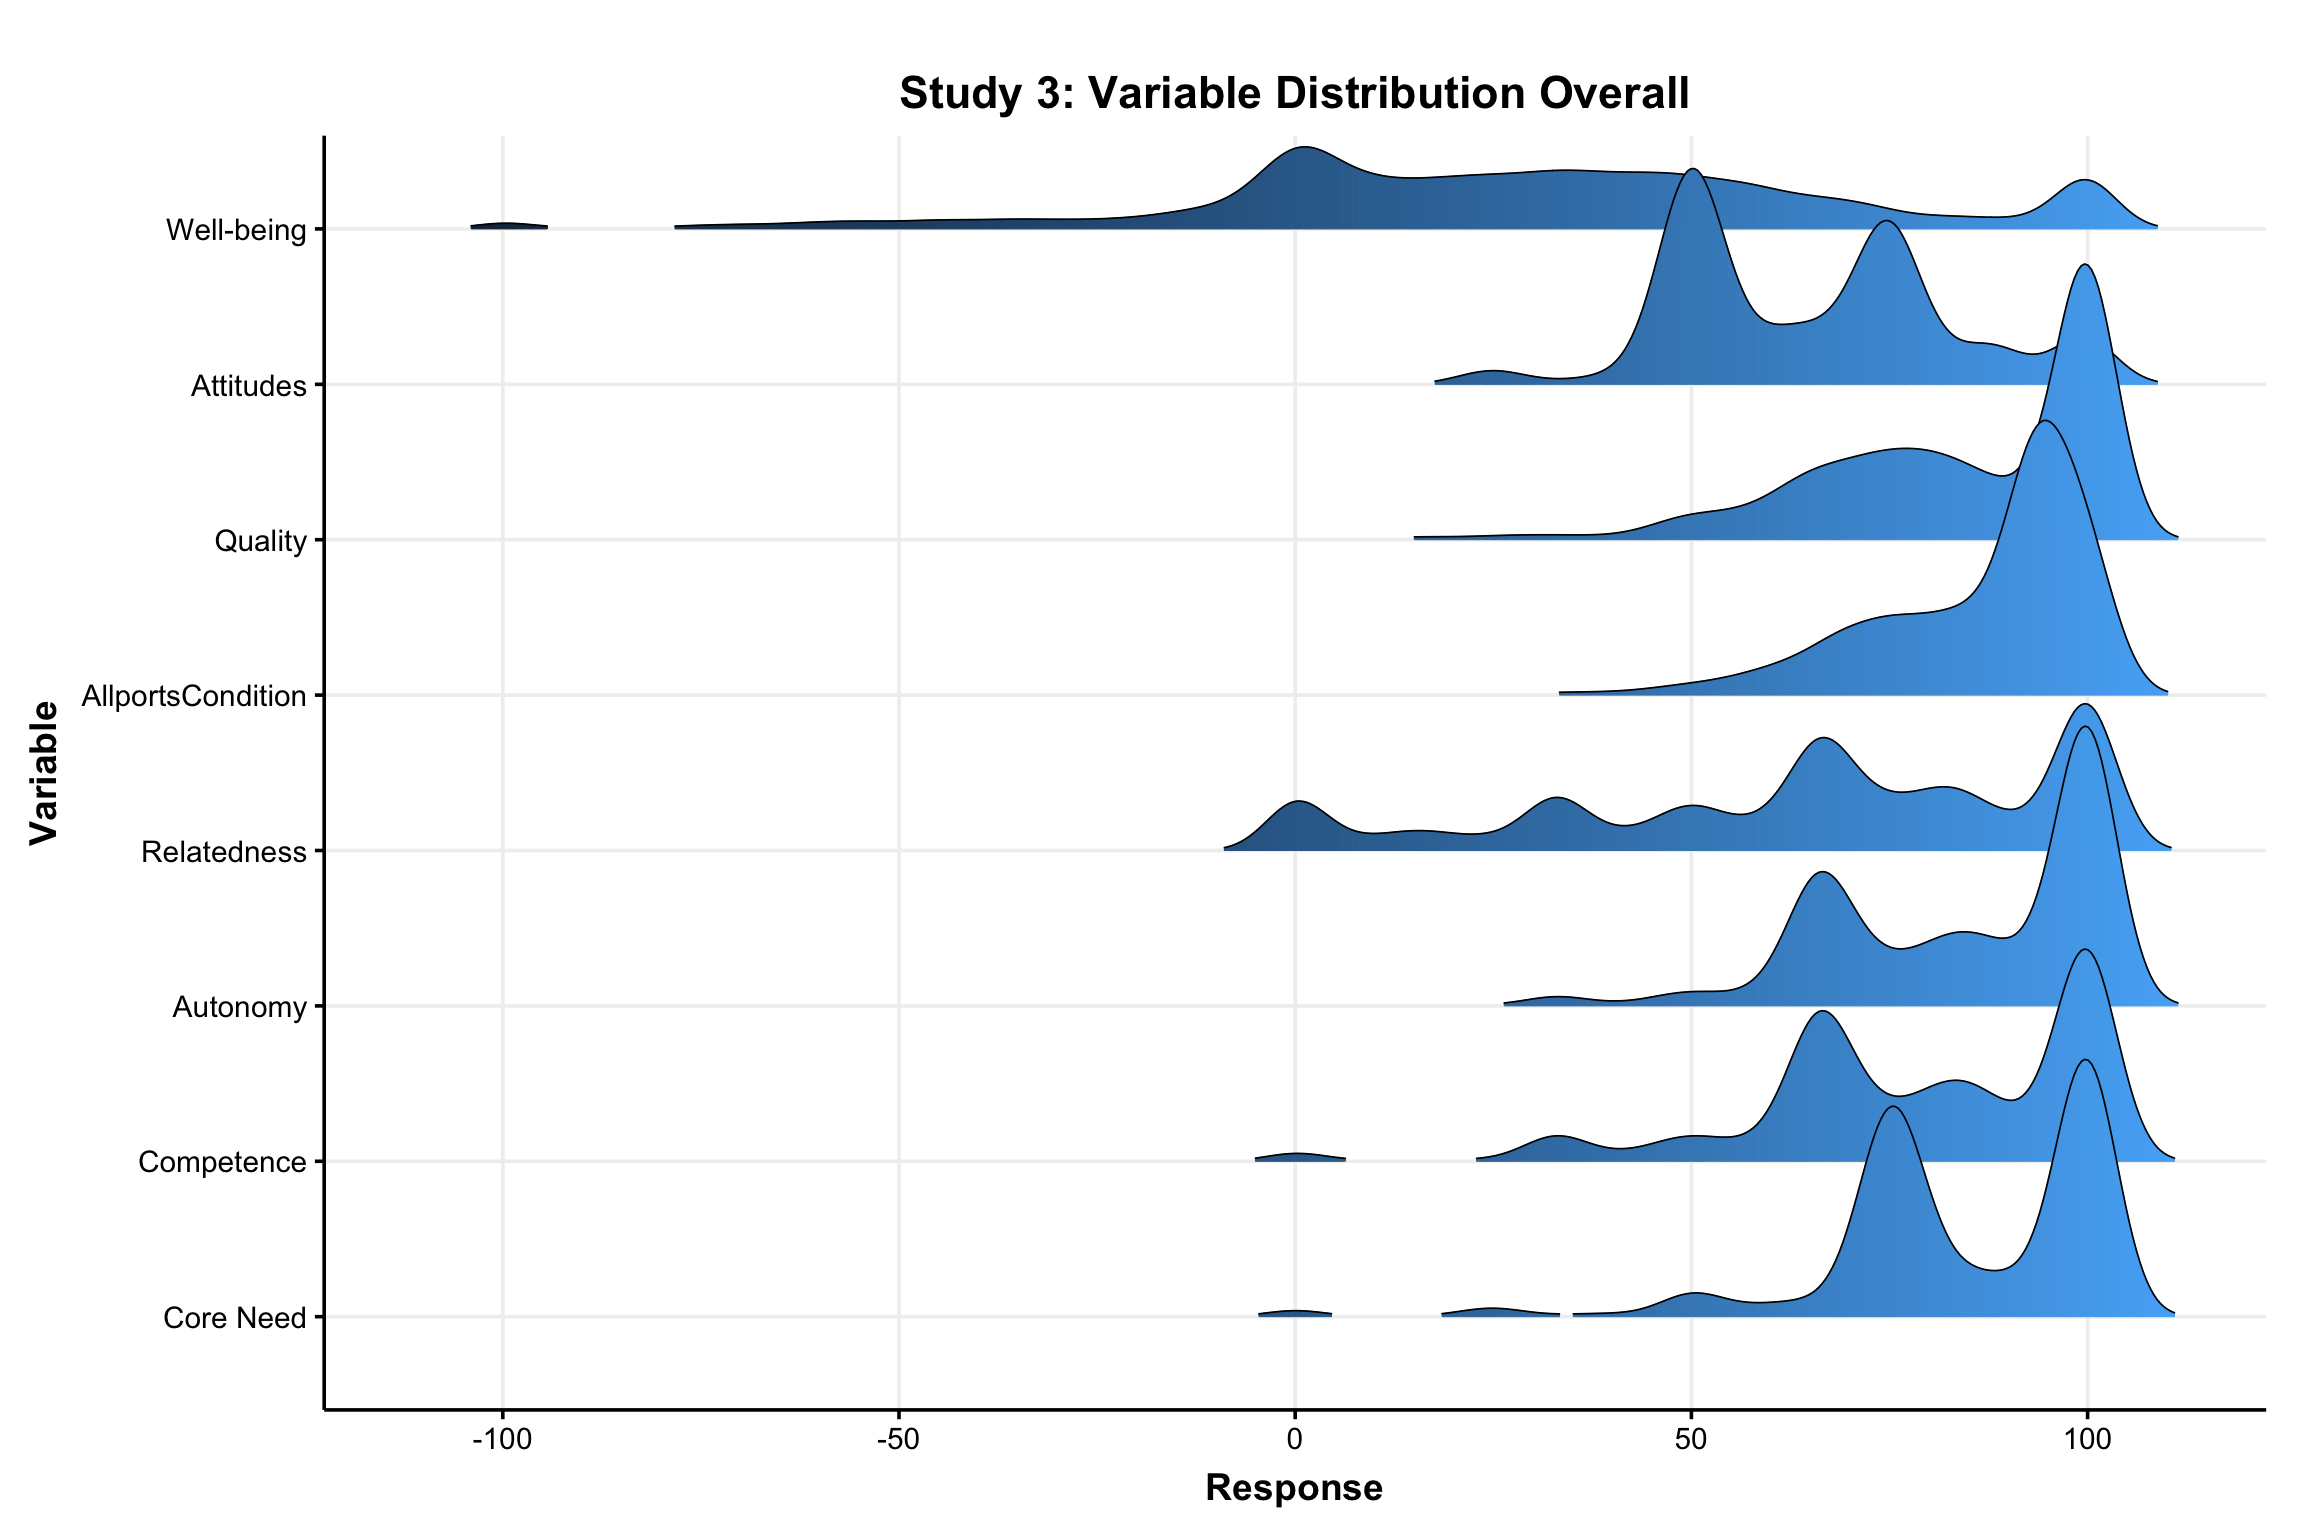 Study 3: Variable Distribution Overall
Well-being
Attitudes
Quality
AllportsCondition
Relatedness
Autonomy
Competence
Core Need
Variable
-100
-50
0
50
100
Response